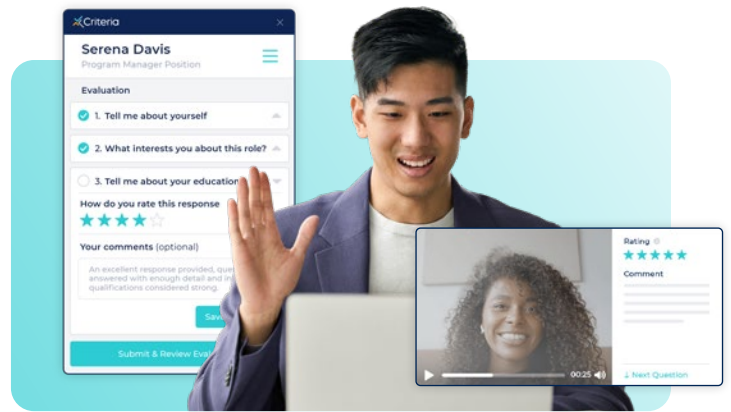 Criteria
Serena Davis
Program Manager Position
Evaluation
1. Tell me about yourself
2. What interests you about this role?
3. Tell me about your education
How do you rate this response
Your comments (optional)
An excellent response provided,
answered with enough detail and
qualifications considered strong.
Submit & Review
00:25
Rating
Comment
↓ Next Question